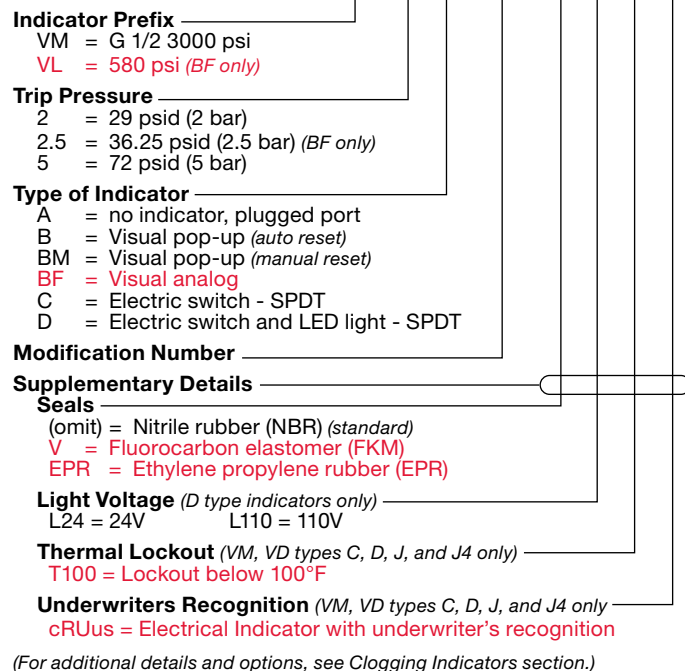 Indicator Prefix
VM = G 1/2 3000 psi
VL = 580 psi (BF only)
Trip Pressure
2 = 29 psid (2 bar)
2.5 = 36.25 psid (2.5 bar) (BF only)
5 = 72 psid (5 bar)
Type of Indicator
A = no indicator, plugged port
B = Visual pop-up (auto reset)
BM = Visual pop-up (manual reset)
BF = Visual analog
C = Electric switch - SPDT
D = Electric switch and LED light - SPDT
Modification Number
Supplementary Details
Seals
(omit) = Nitrile rubber (NBR) (standard)
V = Fluorocarbon elastomer (FKM)
EPR = Ethylene propylene rubber (EPR)
Light Voltage (D type indicators only)
L24 = 24V L110 = 110V
Thermal Lockout (VM, VD types C, D, J, and J4 only)
T100 = Lockout below 100°F
Underwriters Recognition (VM, VD types C, D, J, and J4 only
cRUus = Electrical Indicator with underwriter's recognition
(For additional details and options, see Clogging Indicators section.)